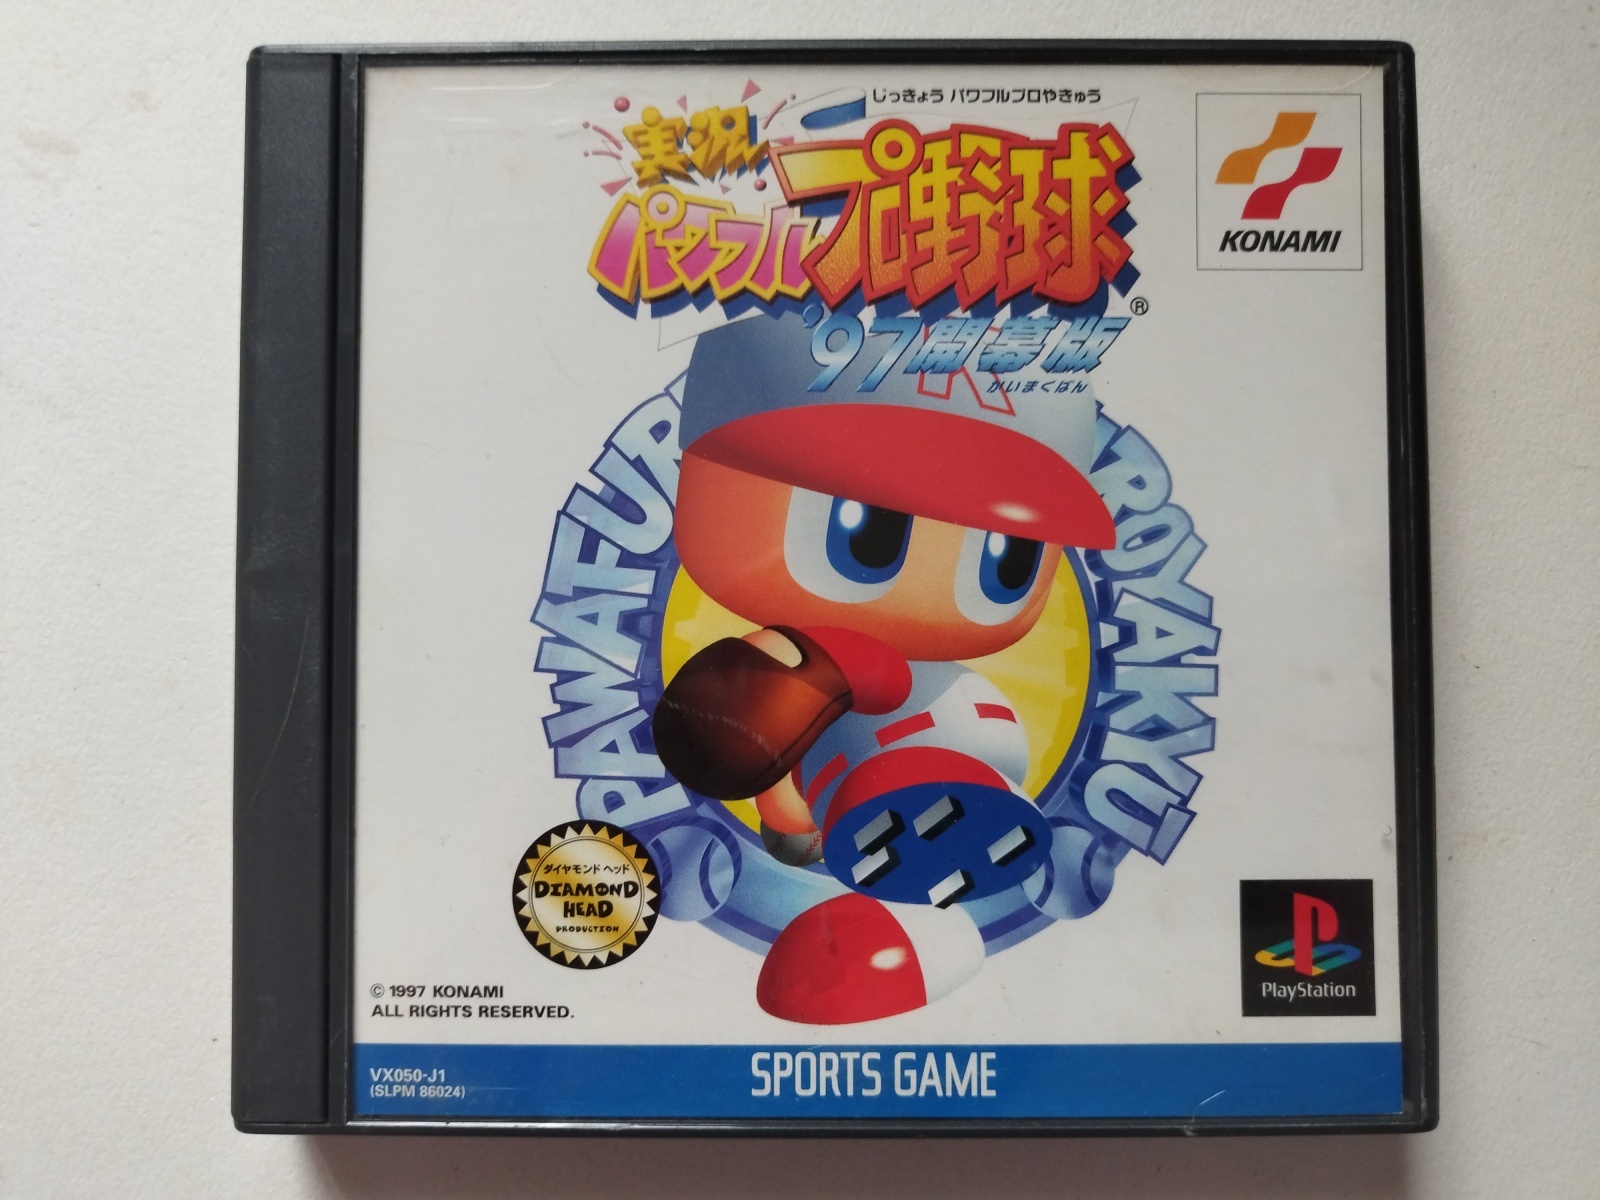 じっきょう パワフルプロやきゅう
実況
パワフル
プロ野球
®
'97開幕版
かいまくばん
KONAMI
PAWAFURU
PUROYAKYU
ダイヤモンド ヘッド
DIAMOND
HEAD
PRODUCTION
PlayStation
© 1997 KONAMI
ALL RIGHTS RESERVED.
VX050-J1
(SLPM 86024)
SPORTS GAME